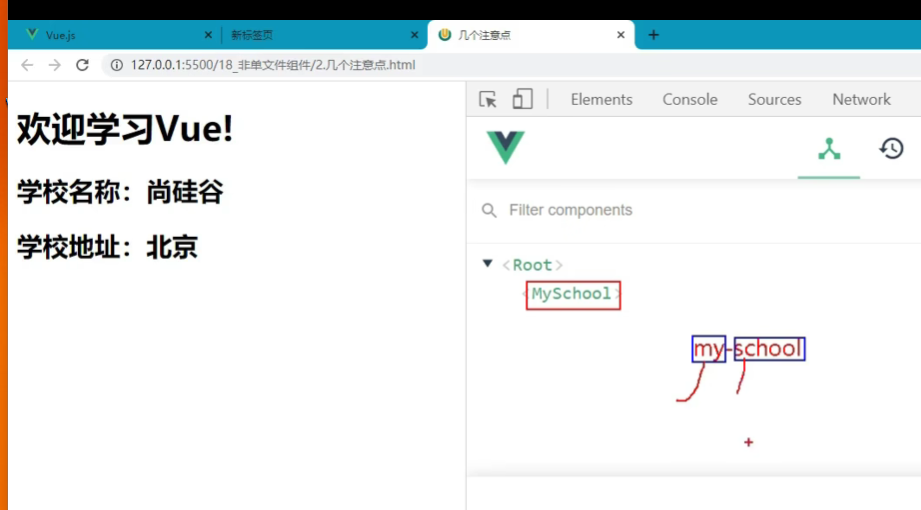 Vue.js
新标签页
几个注意点
127.0.0.1:5500/18_非单文件组件/2.几个注意点.html
欢迎学习Vue!
学校名称：尚硅谷
学校地址：北京
Elements Console Sources Network
Filter components
<Root>
<MySchool>
my-school